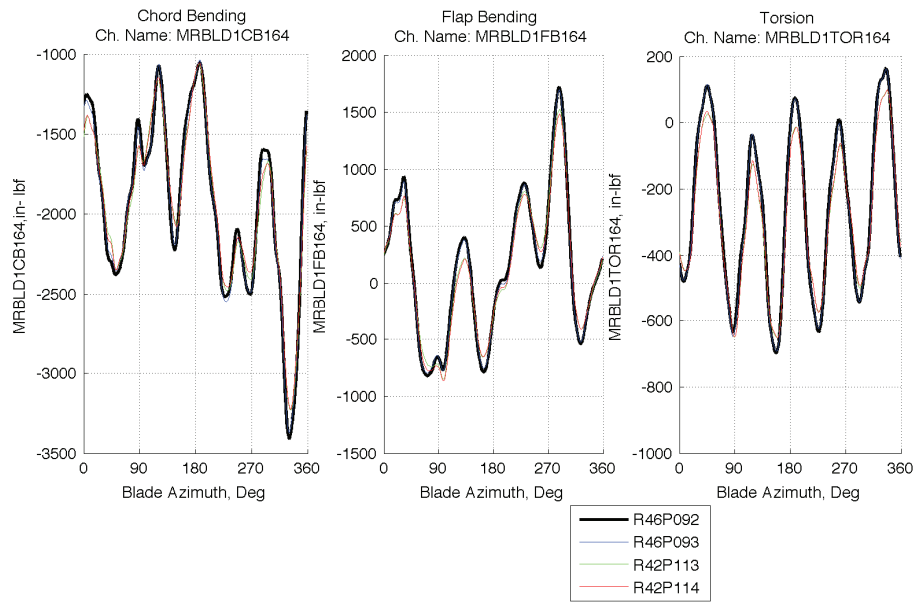 Chord Bending
Ch. Name: MRBLD1CB164
-1000
-1500
-2000
-2500
-3000
-3500
0
90
180
270
360
MRBLD1CB164,in- lbf
Blade Azimuth, Deg
Flap Bending
Ch. Name: MRBLD1FB164
2000
1500
1000
500
0
-500
-1000
-1500
0
90
180
270
360
MRBLD1FB164, in-lbf
Blade Azimuth, Deg
Torsion
Ch. Name: MRBLD1TOR164
200
0
-200
-400
-600
-800
-1000
0
90
180
270
360
MRBLD1TOR164, in-lbf
Blade Azimuth, Deg
R46P092
R46P093
R42P113
R42P114